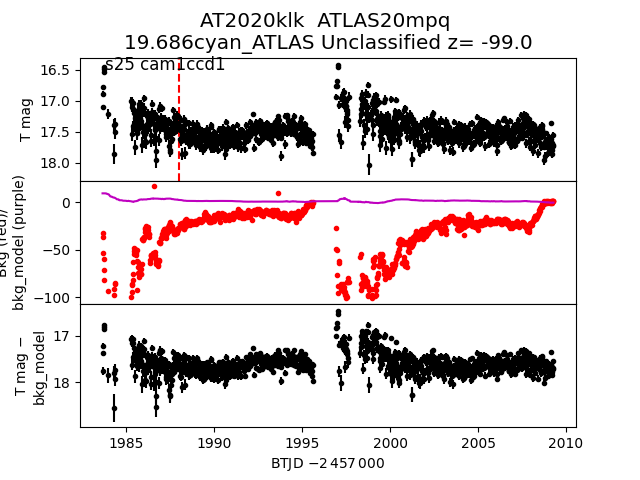 AT2020klk  ATLAS20mpq
19.686cyan_ATLAS Unclassified z= -99.0
s25 cam1ccd1
16.5
17.0
17.5
18.0
T mag
0
−50
−100
Bkg (red)/
bkg_model (purple)
17
18
T mag −
bkg_model
1985
1990
1995
2000
2005
2010
BTJD −2 457 000